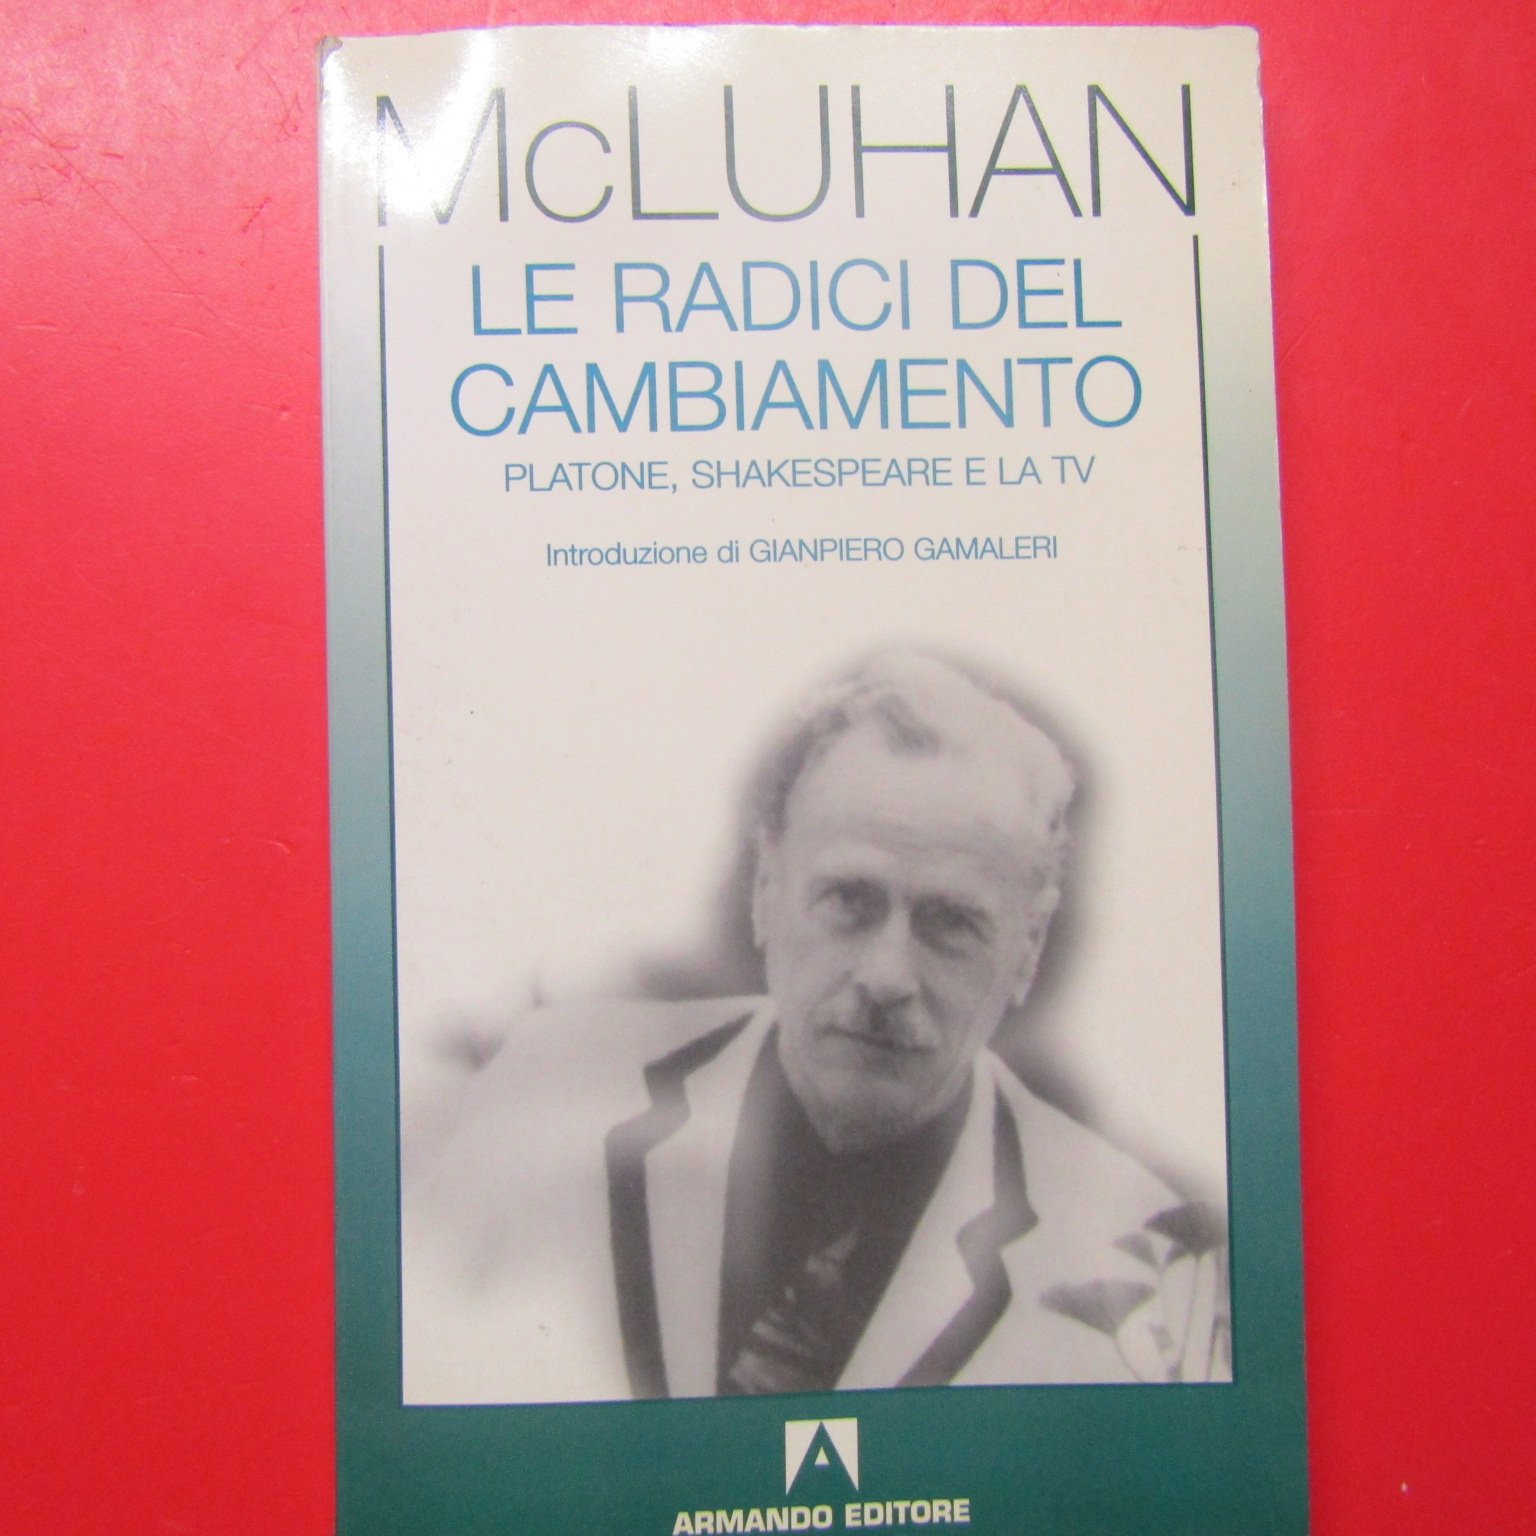 McLUHAN
LE RADICI DEL
CAMBIAMENTO
PLATONE, SHAKESPEARE E LA TV
Introduzione di GIANPIERO GAMALERI
ARMANDO EDITORE